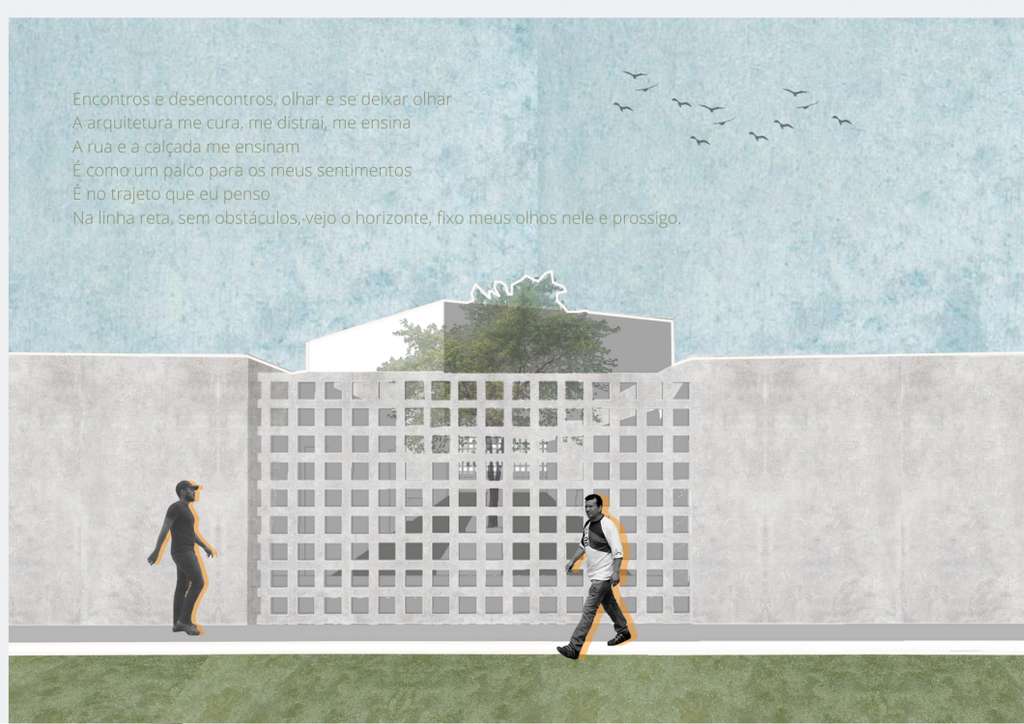 Encontros e desencontros, olhar e se deixar olhar
A arquitetura me cura, me distrai, me ensina
A rua e a calçada me ensinam
É como um palco para os meus sentimentos
É no trajeto que eu penso
Na linha reta, sem obstáculos, vejo o horizonte, fixo meus olhos nele e prossigo.